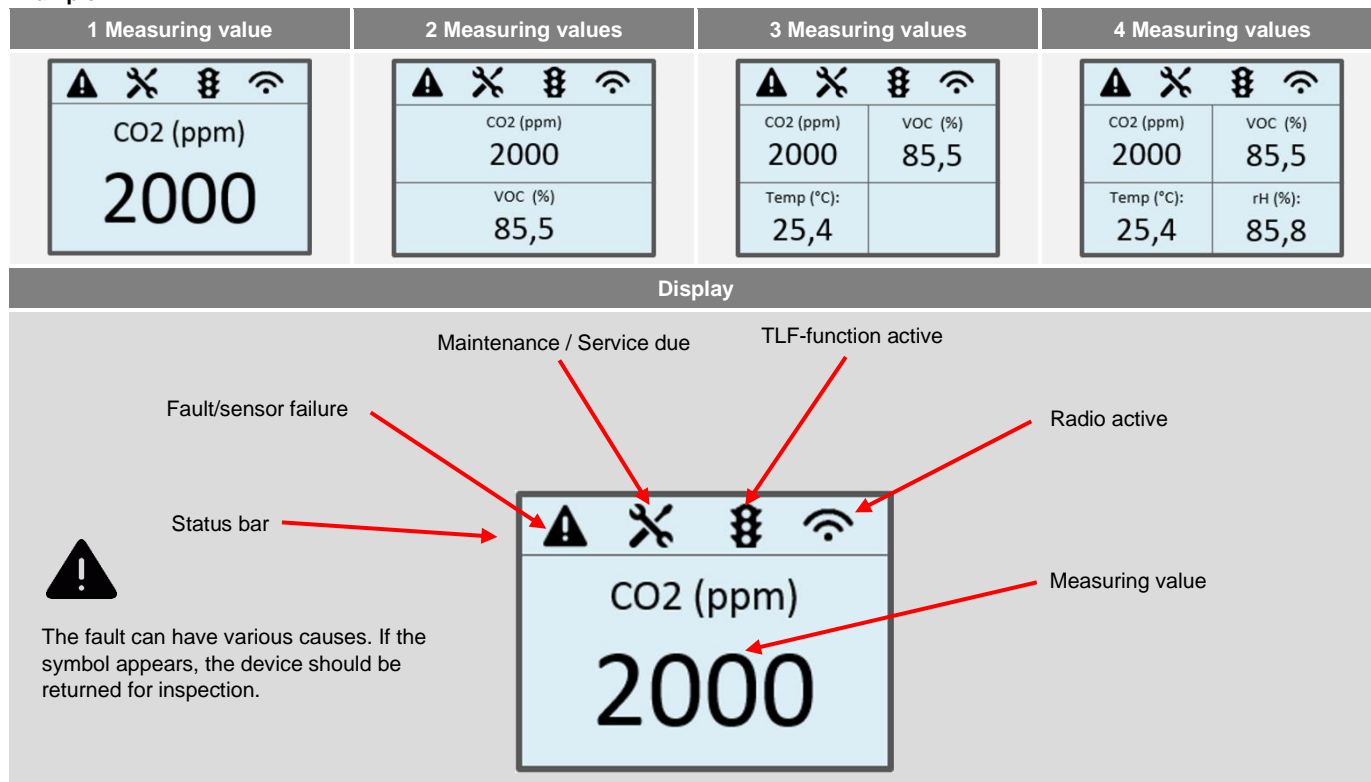 1 Measuring value
2 Measuring values
3 Measuring values
4 Measuring values
CO2 (ppm)
2000
CO2 (ppm)
2000
VOC (%)
85,5
CO2 (ppm)
VOC (%)
2000
85,5
Temp (°C):
25,4
CO2 (ppm)
VOC (%)
2000
85,5
Temp (°C):
rH (%):
25,4
85,8
Display
Maintenance / Service due
TLF-function active
Fault/sensor failure
Radio active
Status bar
CO2 (ppm)
2000
Measuring value
The fault can have various causes. If the
symbol appears, the device should be
returned for inspection.